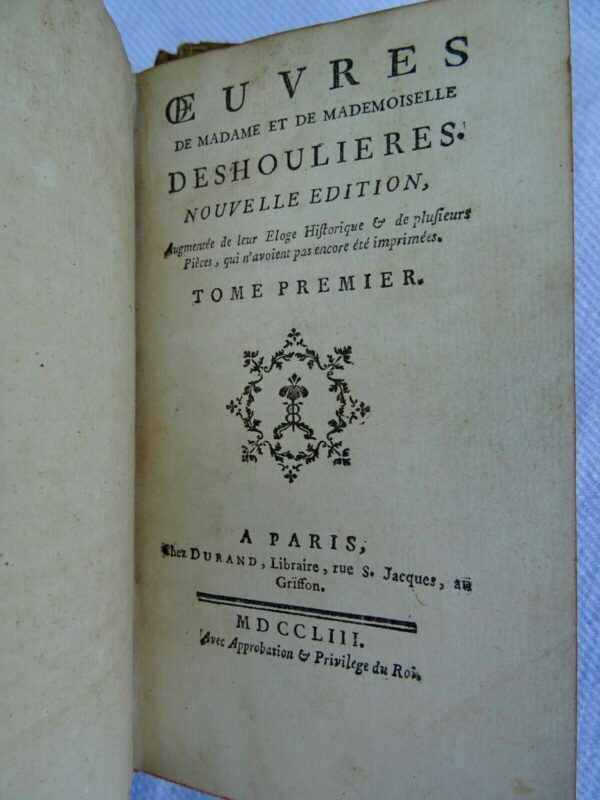 ŒUVRES
DE MADAME ET DE MADEMOISELLE
DESHOULIERES.
NOUVELLE EDITION,
Augmentée de leur Eloge Hiſtorique & de pluſieurs
Pièces, qui n'avoient pas encore été imprimées.
TOME PREMIER.
A PARIS,
Chez DURAND, Libraire, rue S. Jacques, au
Griffon.
MDCCLIII.
Avec Approbation & Privilege du Roi.